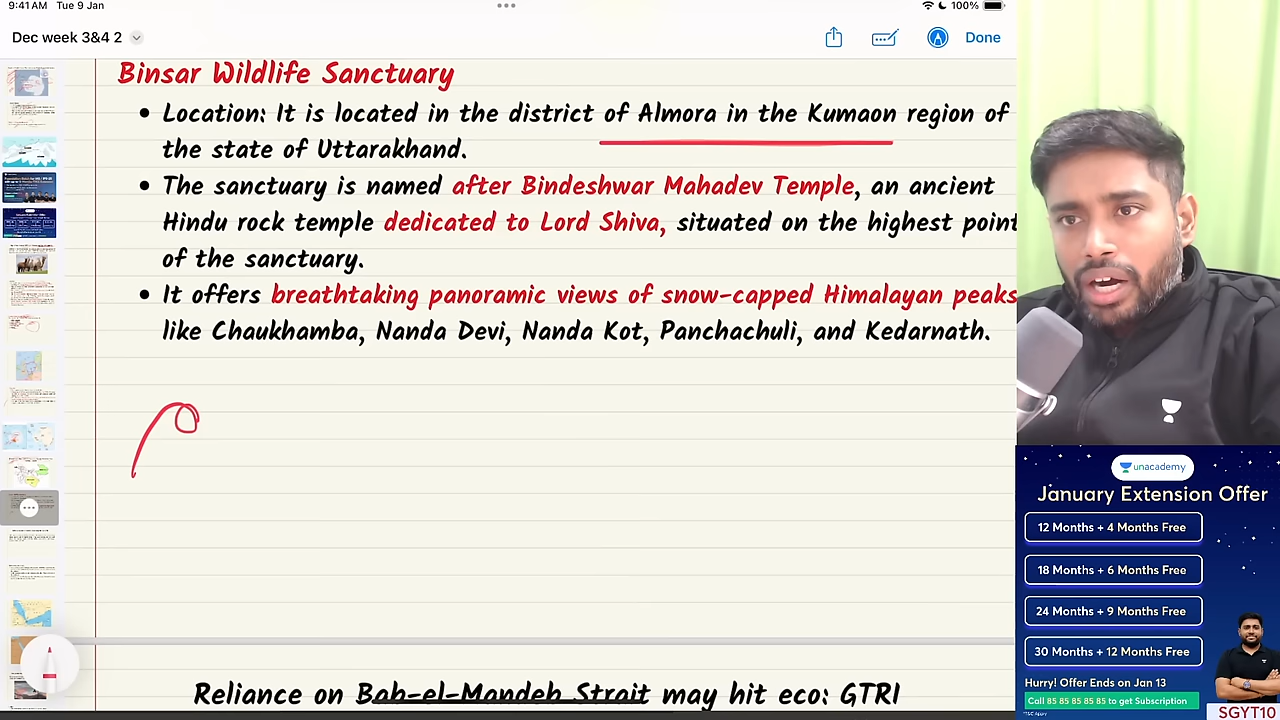 9:41 AM Tue 9 Jan
100%
Dec week 3&4 2
Done
Binsar Wildlife Sanctuary
• Location: It is located in the district of Almora in the Kumaon region of
the state of Uttarakhand.
• The sanctuary is named after Bindeshwar Mahadev Temple, an ancient
Hindu rock temple dedicated to Lord Shiva, situated on the highest point
of the sanctuary.
• It offers breathtaking panoramic views of snow-capped Himalayan peaks
like Chaukhamba, Nanda Devi, Nanda Kot, Panchachuli, and Kedarnath.
Reliance on Bab-el-Mandeb Strait may hit eco: GTRI
unacademy
January Extension Offer
12 Months + 4 Months Free
18 Months + 6 Months Free
24 Months + 9 Months Free
30 Months + 12 Months Free
Hurry! Offer Ends on Jan 13
Call 85 85 85 85 85 to get Subscription
SGYT10